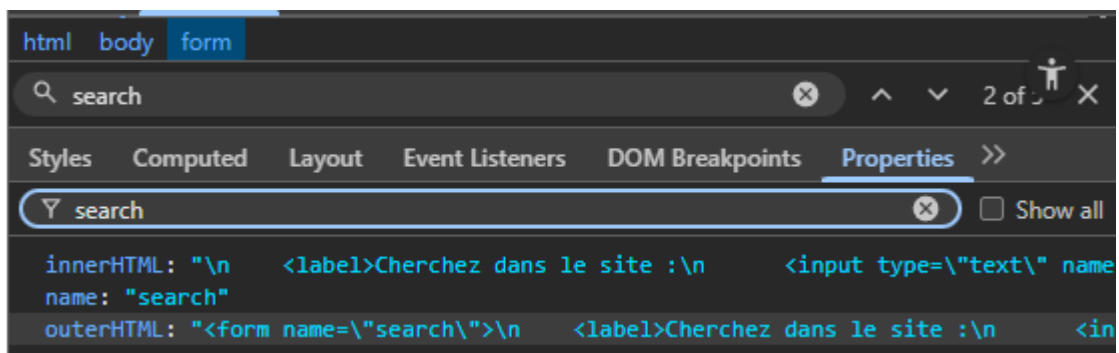 html body form
search 2 of
Styles Computed Layout Event Listeners DOM Breakpoints Properties
search Show all
innerHTML: "\n <label>Cherchez dans le site :\n <input type=\"text\" name
name: "search"
outerHTML: "<form name=\"search\">\n <label>Cherchez dans le site :\n <in